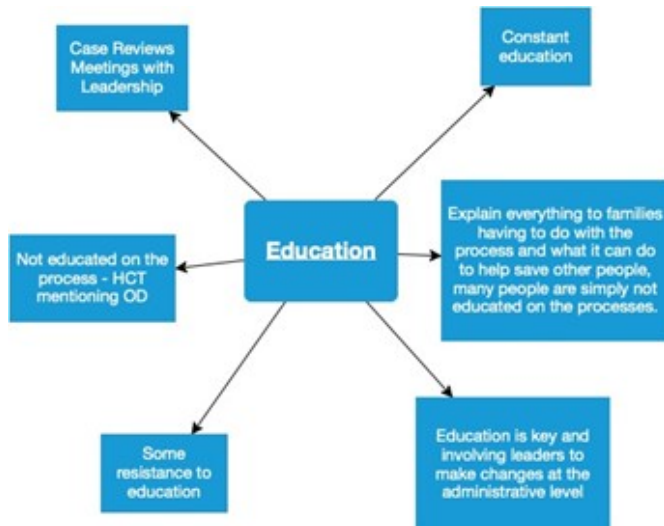 Case Reviews
Meetings with
Leadership
Constant
education
Education
Explain everything to families
having to do with the
process and what it can do
to help save other people,
many people are simply not
educated on the processes.
Not educated on the
process - HCT
mentioning OD
Some
resistance to
education
Education is key and
involving leaders to
make changes at the
administrative level